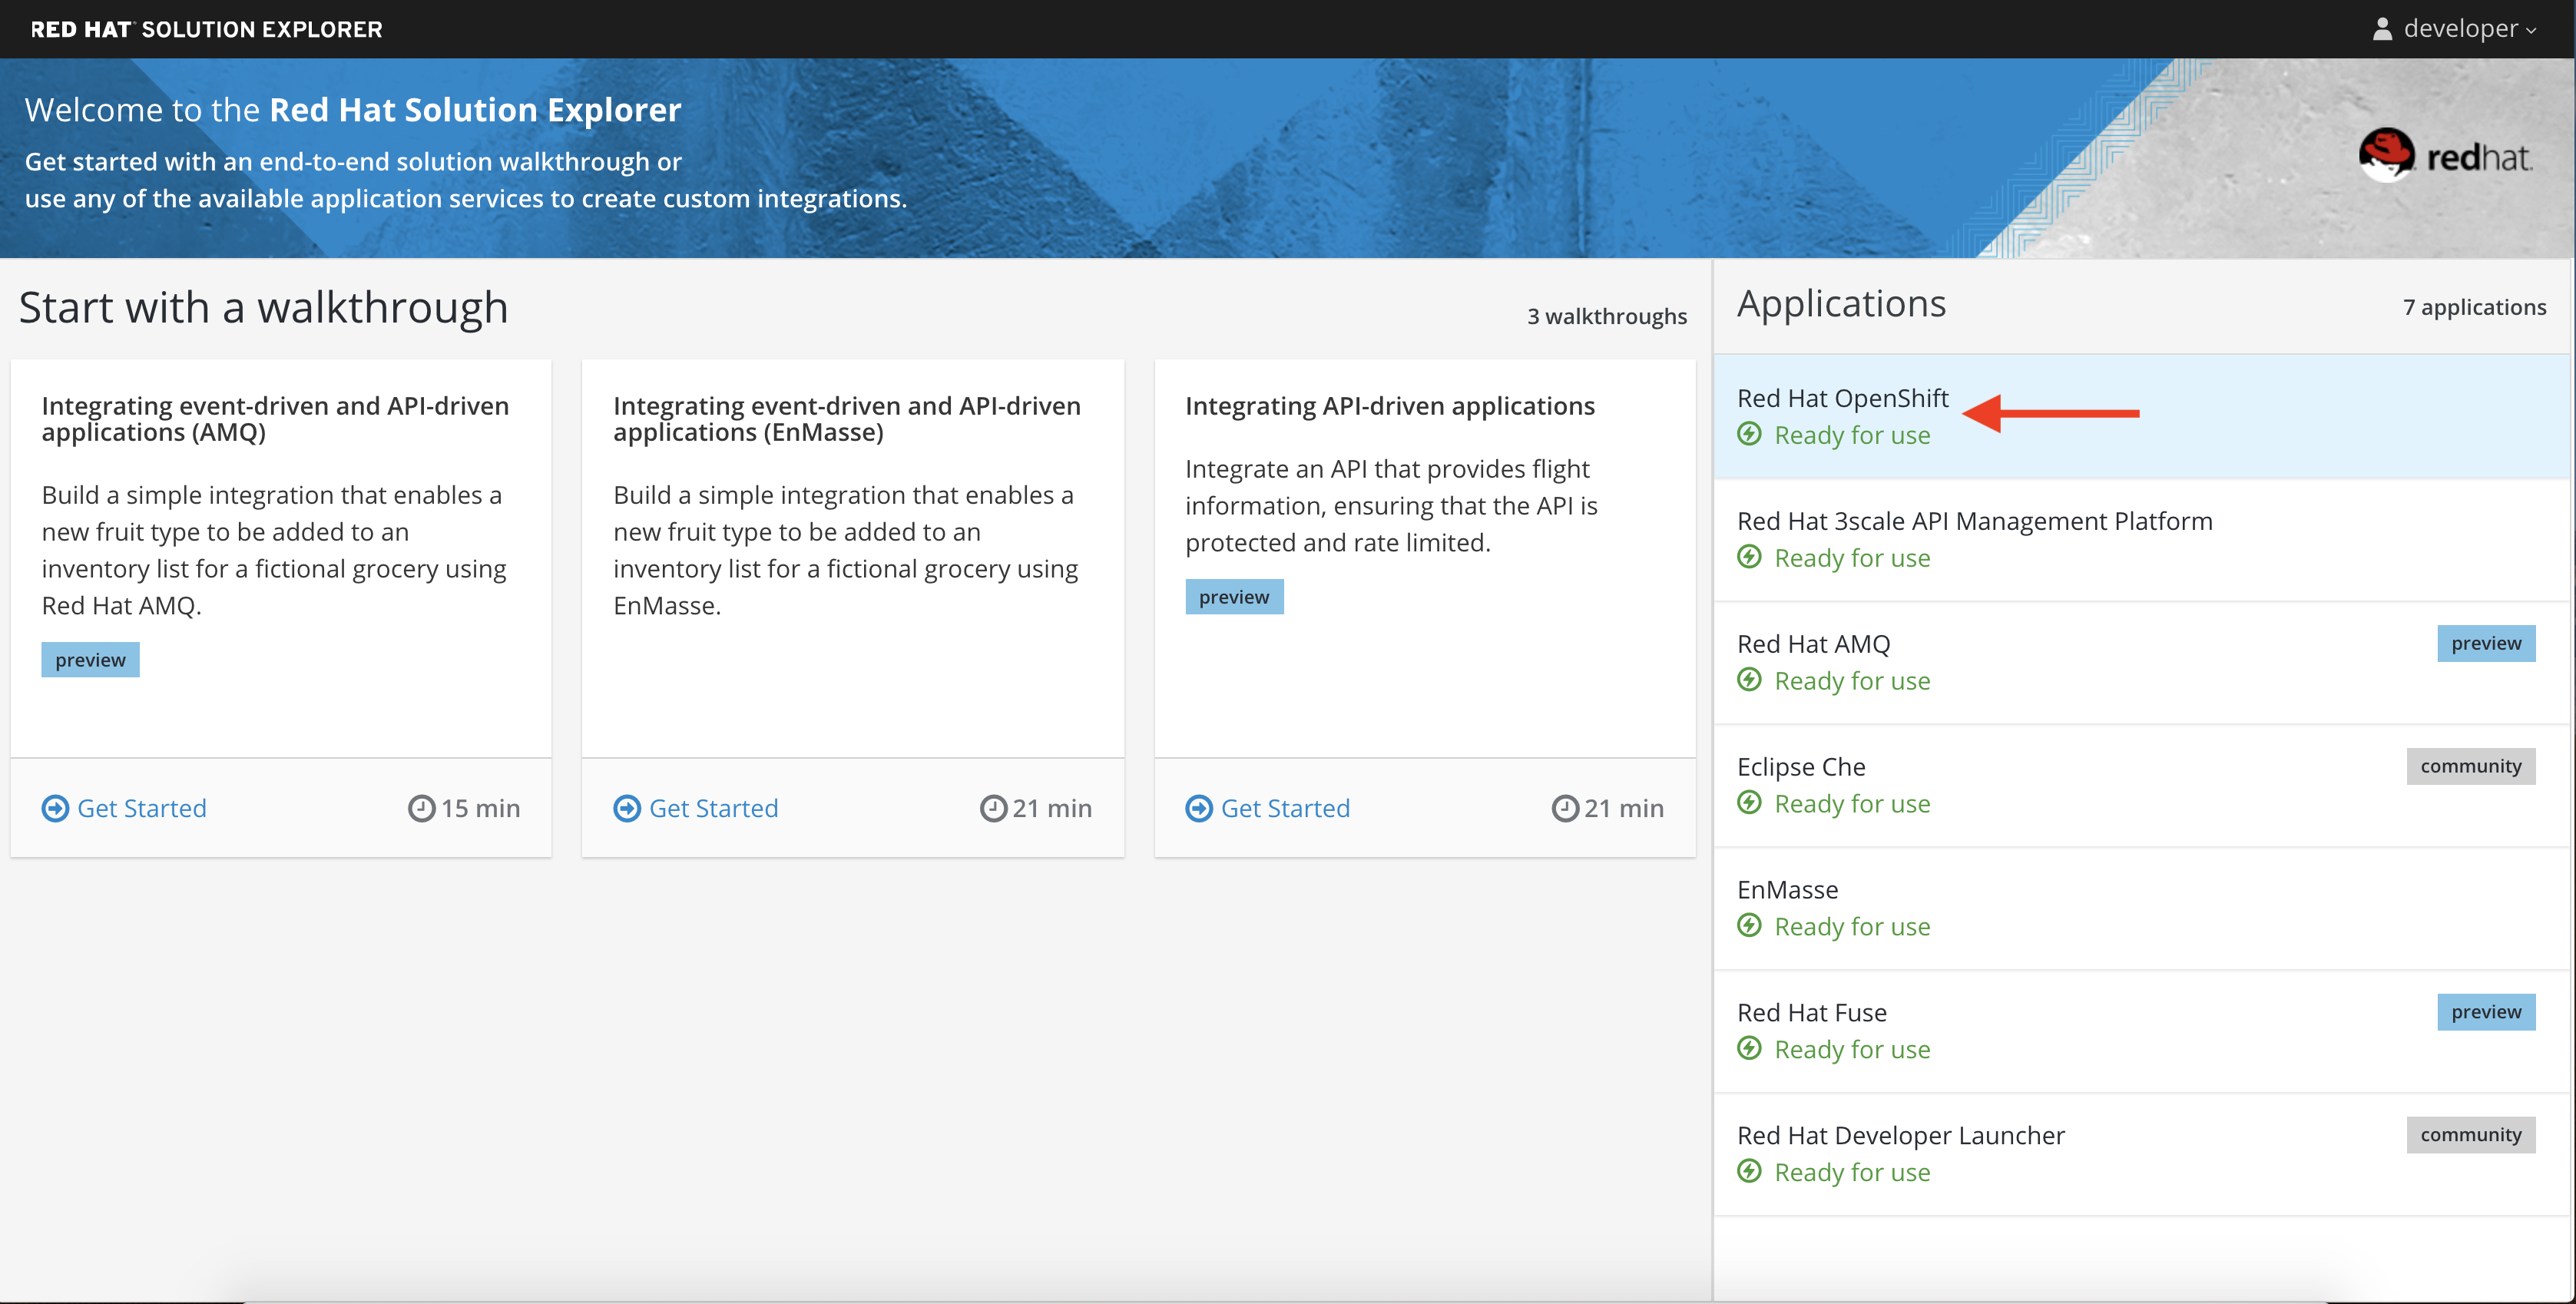 RED HAT SOLUTION EXPLORER
developer
Welcome to the Red Hat Solution Explorer
Get started with an end-to-end solution walkthrough or
use any of the available application services to create custom integrations.
redhat.
Start with a walkthrough
3 walkthroughs
Integrating event-driven and API-driven
applications (AMQ)
Build a simple integration that enables a
new fruit type to be added to an
inventory list for a fictional grocery using
Red Hat AMQ.
preview
Get Started
15 min
Integrating event-driven and API-driven
applications (EnMasse)
Build a simple integration that enables a
new fruit type to be added to an
inventory list for a fictional grocery using
EnMasse.
Get Started
21 min
Integrating API-driven applications
Integrate an API that provides flight
information, ensuring that the API is
protected and rate limited.
preview
Get Started
21 min
Applications
7 applications
Red Hat OpenShift
Ready for use
Red Hat 3scale API Management Platform
Ready for use
Red Hat AMQ
preview
Ready for use
Eclipse Che
community
Ready for use
EnMasse
Ready for use
Red Hat Fuse
preview
Ready for use
Red Hat Developer Launcher
community
Ready for use